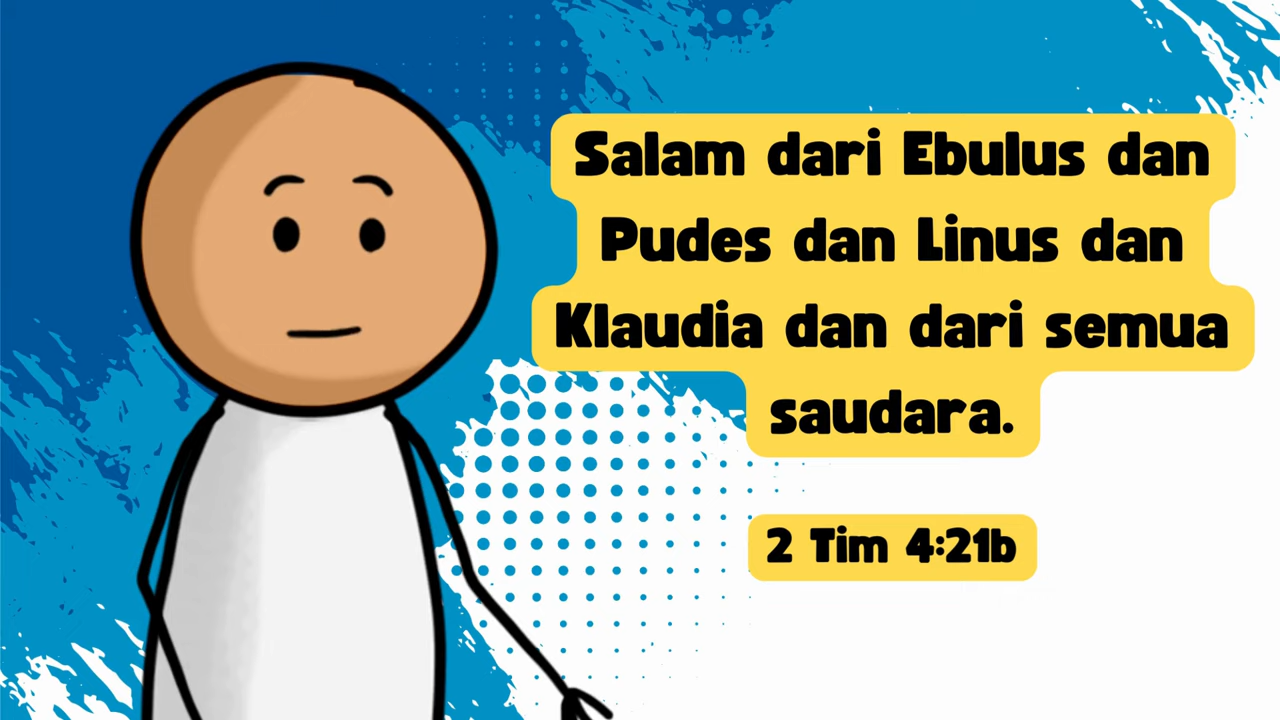 Salam dari Ebulus dan
Pudes dan Linus dan
Klaudia dan dari semua
saudara.
2 Tim 4:21b